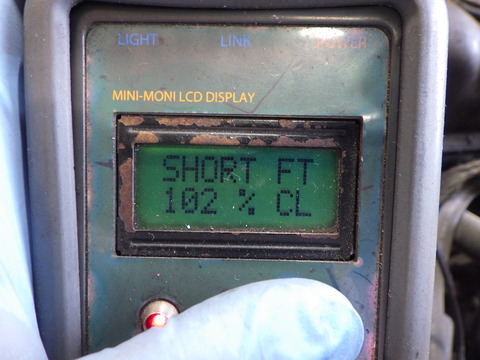 LIGHT LINK POWER
MINI-MONI LCD DISPLAY
SHORT FT
102 % CL